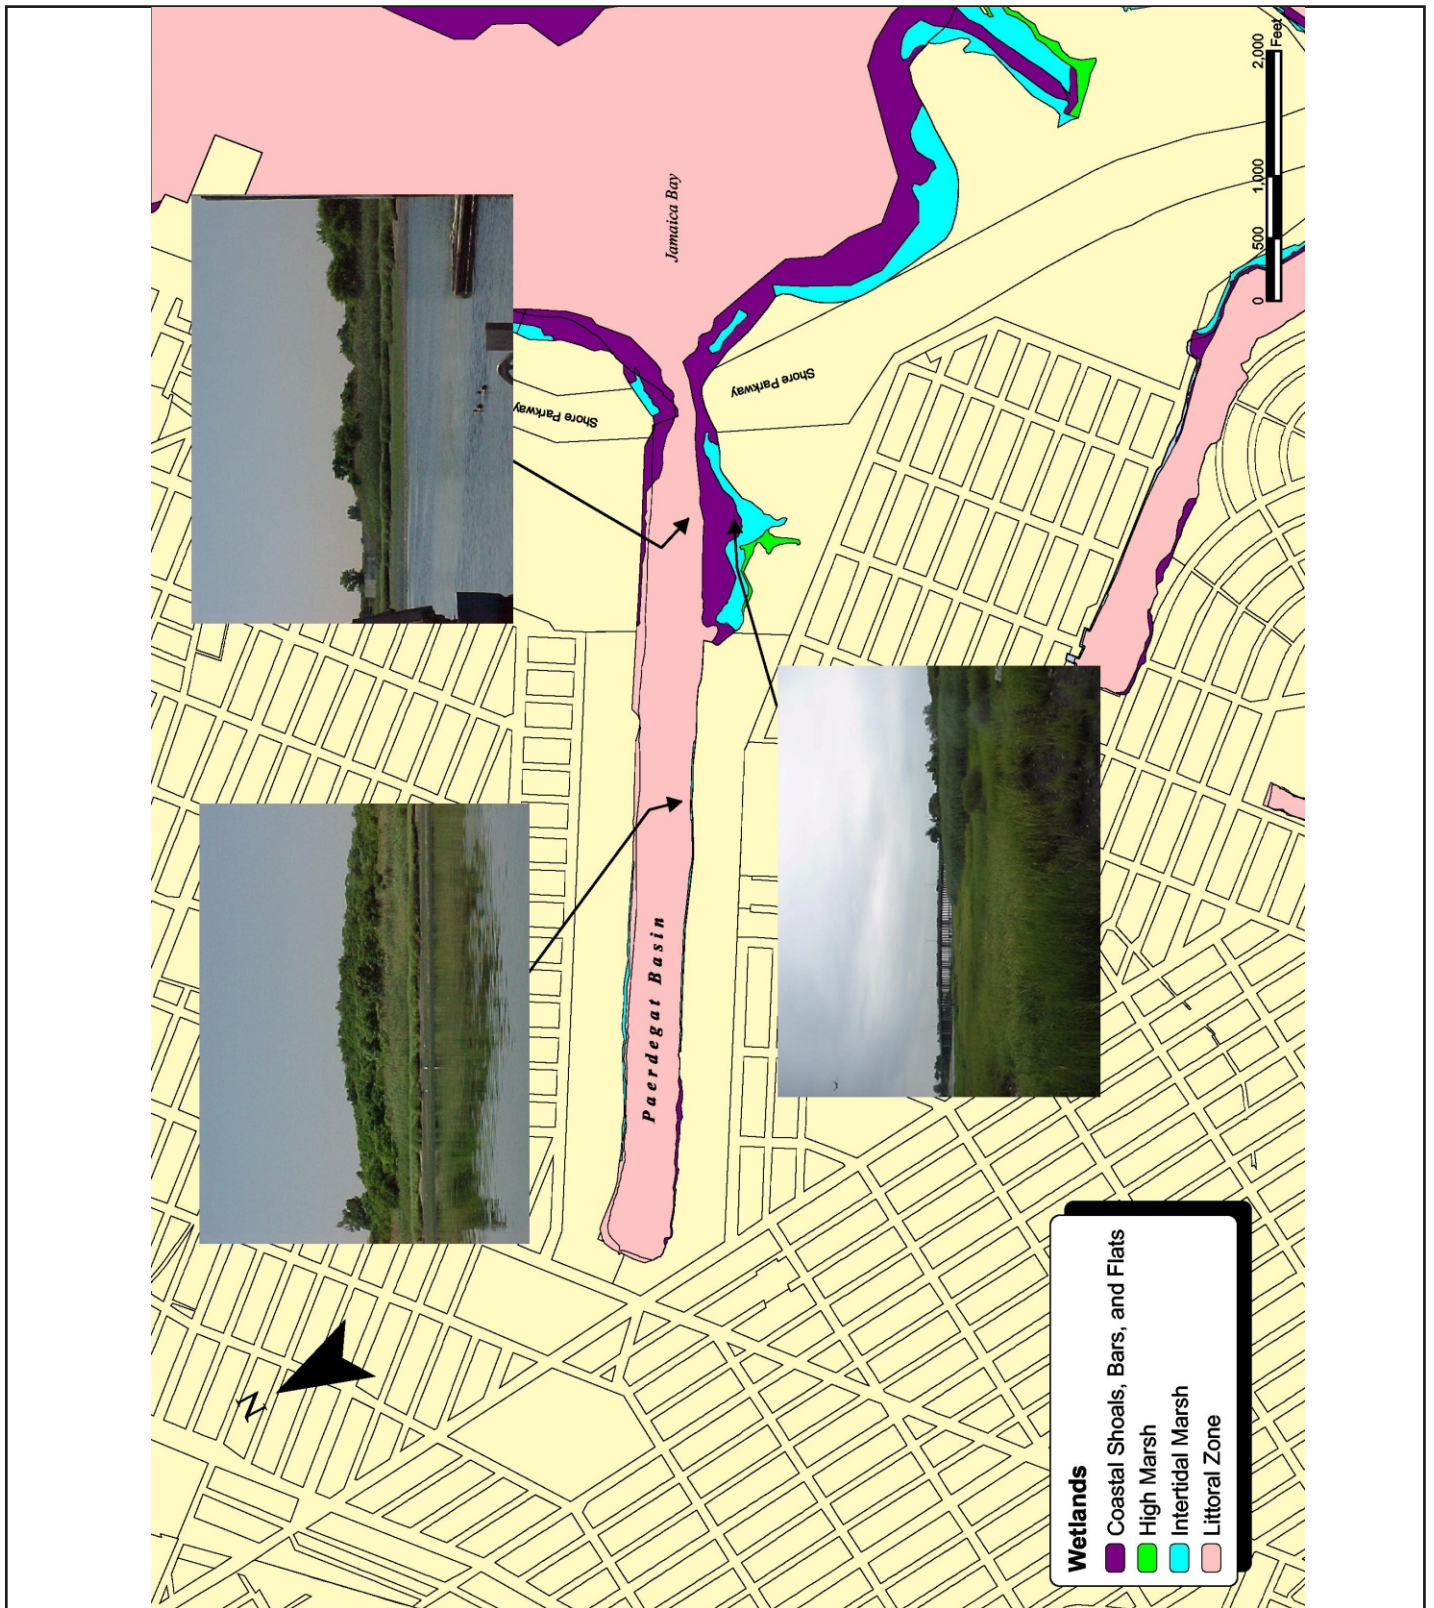 Jamaica Bay
Shore Parkway
Shore Parkway
Paerdegat Basin
N
0 500 1,000 2,000
Feet
Wetlands
Coastal Shoals, Bars, and Flats
High Marsh
Intertidal Marsh
Littoral Zone